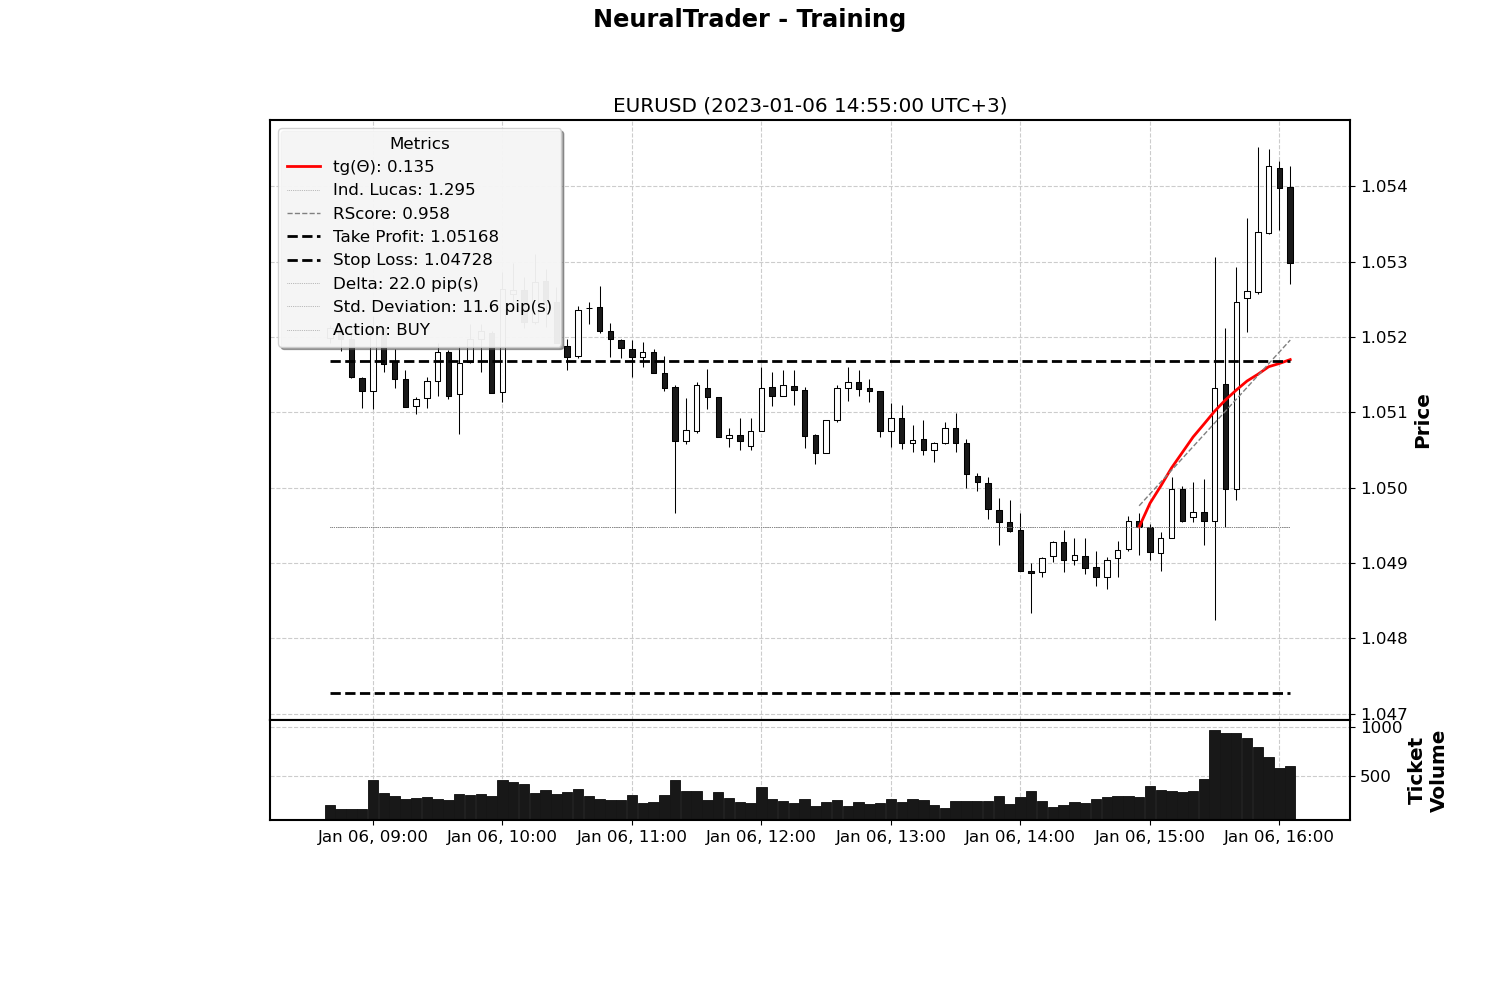 NeuralTrader - Training
EURUSD (2023-01-06 14:55:00 UTC+3)
Metrics
tg(Θ): 0.135
Ind. Lucas: 1.295
RScore: 0.958
Take Profit: 1.05168
Stop Loss: 1.04728
Delta: 22.0 pip(s)
Std. Deviation: 11.6 pip(s)
Action: BUY
1.054
1.053
1.052
1.051
1.050
1.049
1.048
1.047
Price
1000
500
Ticket
Volume
Jan 06, 09:00
Jan 06, 10:00
Jan 06, 11:00
Jan 06, 12:00
Jan 06, 13:00
Jan 06, 14:00
Jan 06, 15:00
Jan 06, 16:00